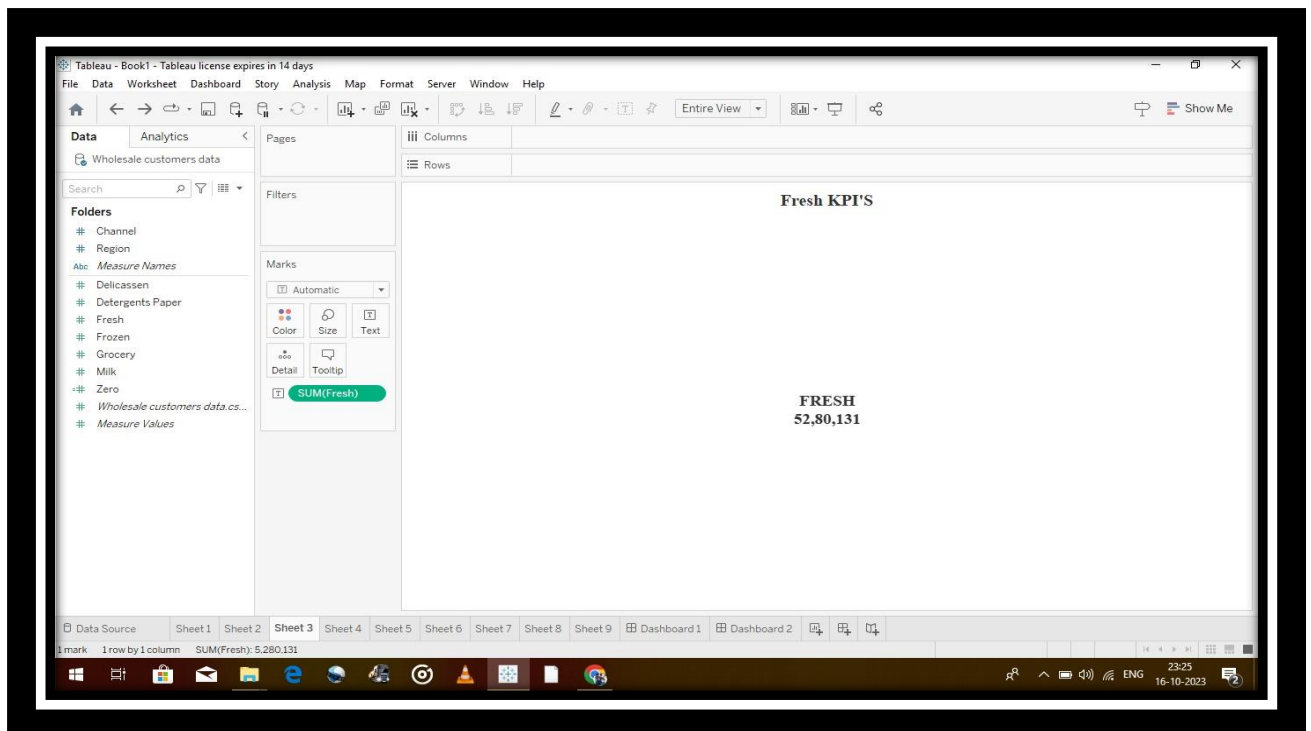 Tableau - Book1 - Tableau license expires in 14 days
File Data Worksheet Dashboard Story Analysis Map Format Server Window Help
Entire View
Show Me
Data Analytics
Wholesale customers data
Search
Folders
# Channel
# Region
Abc Measure Names
# Delicassen
# Detergents Paper
# Fresh
# Frozen
# Grocery
# Milk
=# Zero
# Wholesale customers data.cs...
# Measure Values
Pages
Filters
Marks
Automatic
Color Size Text
Detail Tooltip
SUM(Fresh)
Columns
Rows
Fresh KPI'S
FRESH
52,80,131
Data Source Sheet 1 Sheet 2 Sheet 3 Sheet 4 Sheet 5 Sheet 6 Sheet 7 Sheet 8 Sheet 9 Dashboard 1 Dashboard 2
1 mark 1 row by 1 column SUM(Fresh): 5,280,131
ENG
23:25
16-10-2023
2